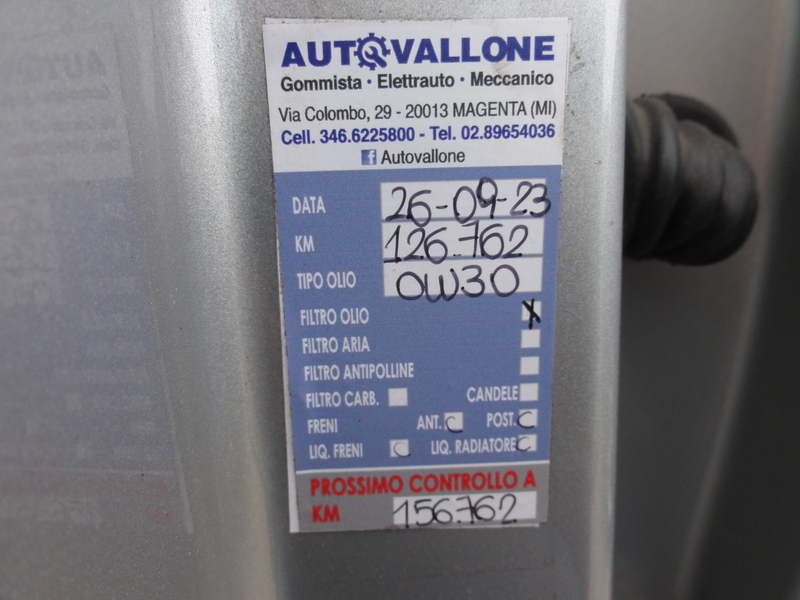 AUTOVALLONE
Gommista · Elettrauto · Meccanico
Via Colombo, 29 - 20013 MAGENTA (MI)
Cell. 346.6225800 - Tel. 02.89654036
f Autovallone
DATA 26-09-23
KM 126.762
TIPO OLIO 0W30
FILTRO OLIO X
FILTRO ARIA
FILTRO ANTIPOLLINE
FILTRO CARB. CANDELE
FRENI ANT. C POST. C
LIQ. FRENI C LIQ. RADIATORE C
PROSSIMO CONTROLLO A
KM 156.762